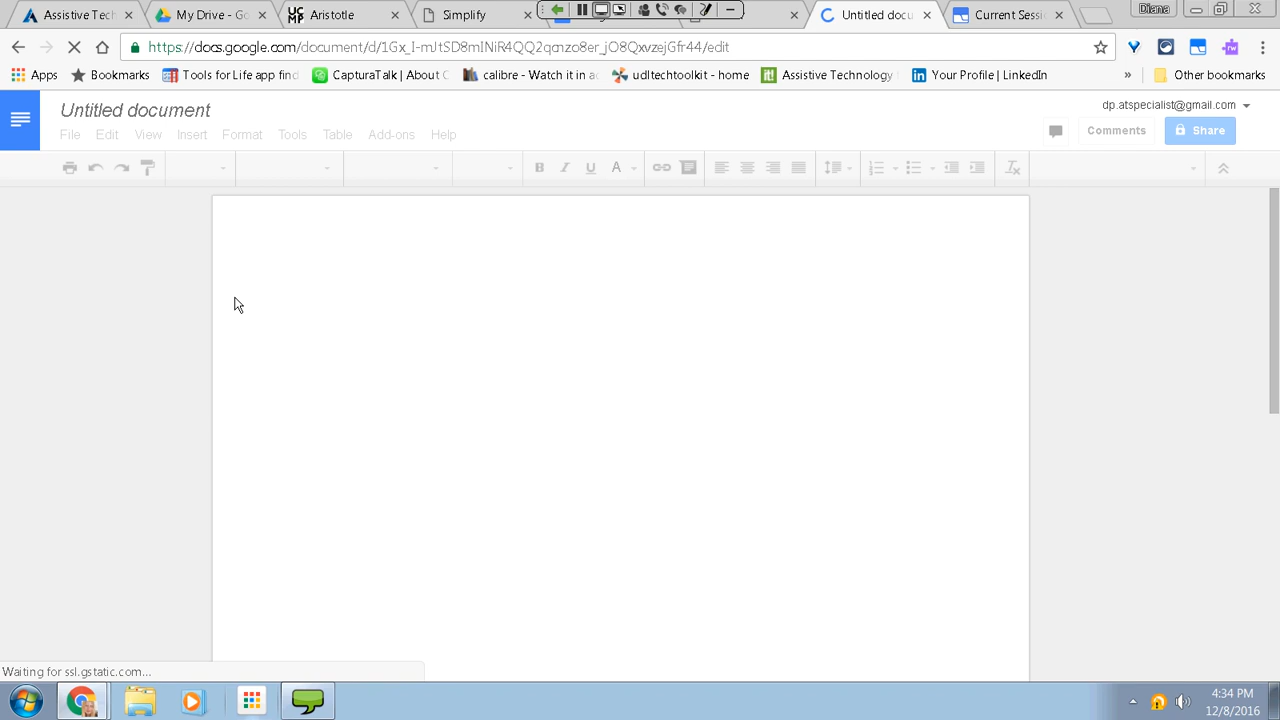 Assistive Tech
My Drive - Go
Aristotle
Simplify
Untitled docu
Current Sessi
Diana
https://docs.google.com/document/d/1Gx_I-mJtSD8nINR4QQ2qanzo8er_jO8QxvzejGfr44/edit
Apps
Bookmarks
Tools for Life app find
CapturaTalk | About C
calibre - Watch it in ac
udltechtoolkit - home
Assistive Technology
Your Profile | LinkedIn
»
Other bookmarks
Untitled document
dp.atspecialist@gmail.com
File Edit View Insert Format Tools Table Add-ons Help
Comments
Share
B I U A
Waiting for ssl.gstatic.com...
4:34 PM
12/8/2016